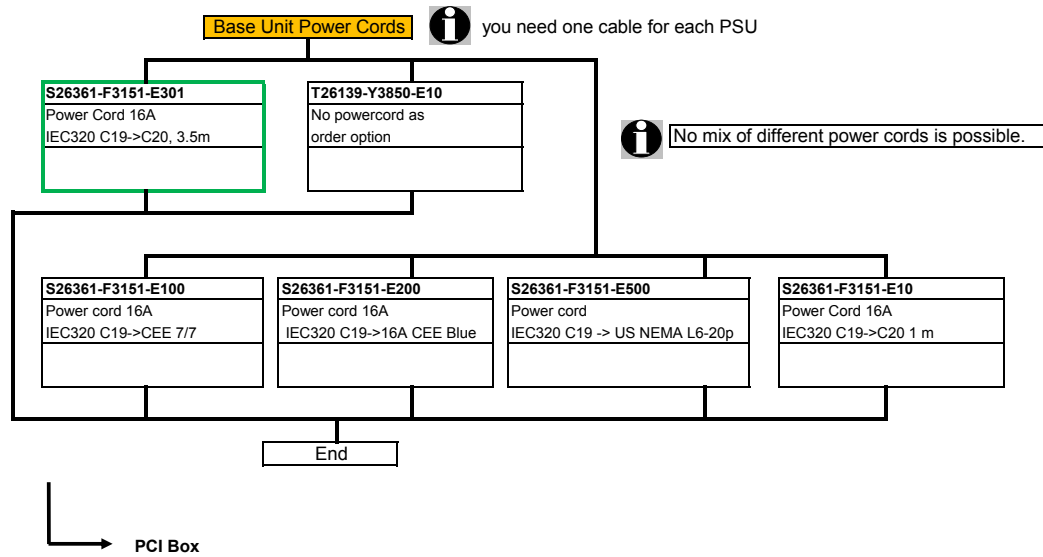 Base Unit Power Cords
you need one cable for each PSU
S26361-F3151-E301
Power Cord 16A
IEC320 C19->C20, 3.5m
T26139-Y3850-E10
No powercord as
order option
No mix of different power cords is possible.
S26361-F3151-E100
Power cord 16A
IEC320 C19->CEE 7/7
S26361-F3151-E200
Power cord 16A
IEC320 C19->16A CEE Blue
S26361-F3151-E500
Power cord
IEC320 C19 -> US NEMA L6-20p
S26361-F3151-E10
Power Cord 16A
IEC320 C19->C20 1 m
End
PCI Box